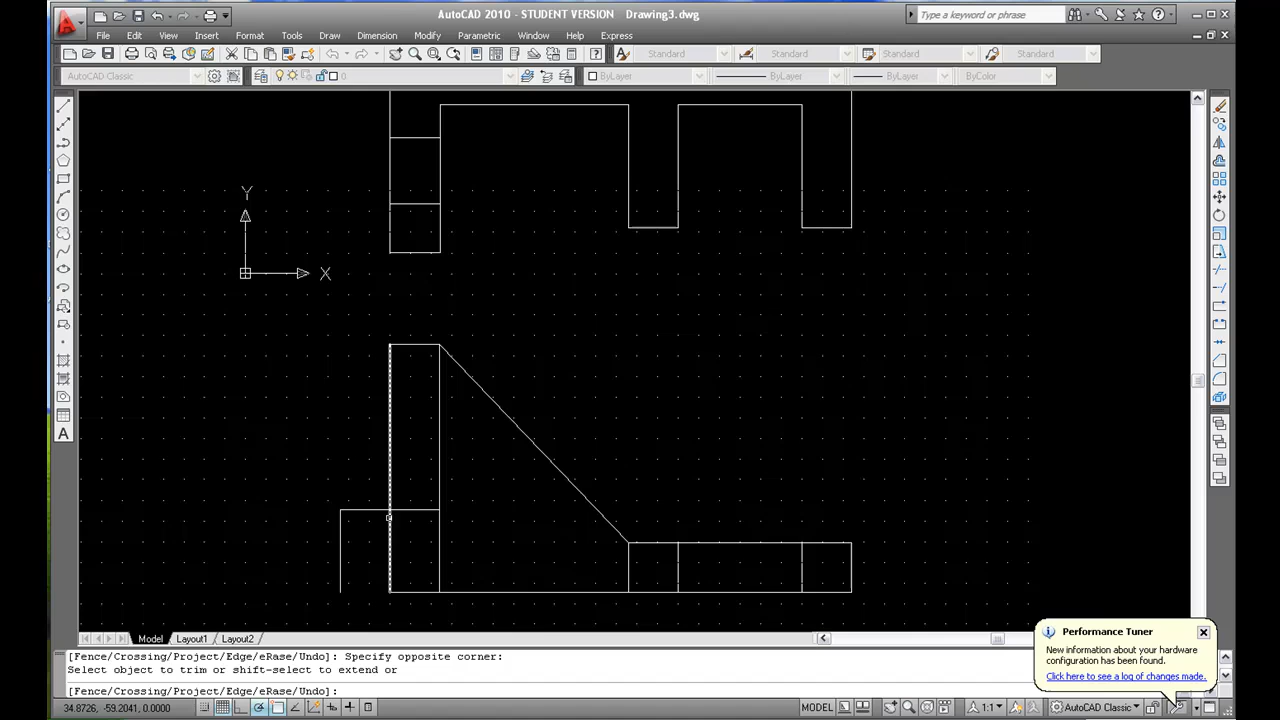 AutoCAD 2010 - STUDENT VERSION Drawing3.dwg
Type a keyword or phrase
File Edit View Insert Format Tools Draw Dimension Modify Parametric Window Help Express
Standard Standard Standard Standard
AutoCAD Classic 0 ByLayer ByLayer ByLayer ByColor
Y
X
A
Model Layout1 Layout2
Performance Tuner
New information about your hardware
configuration has been found.
Click here to see a log of changes made.
[Fence/Crossing/Project/Edge/eRase/Undo]: Specify opposite corner:
Select object to trim or shift-select to extend or
[Fence/Crossing/Project/Edge/eRase/Undo]:
34.8726, -59.2041, 0.0000 MODEL 1:1 AutoCAD Classic